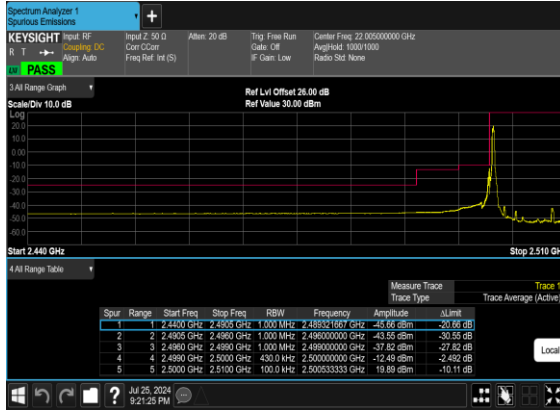 Spectrum Analyzer 1
Spurious Emissions
+
KEYSIGHT Input: RF Input Z: 50 Ω Atten: 20 dB Trig: Free Run Center Freq: 22.005000000 GHz
R T Coupling: DC Corr CCorr Gate: Off Avg|Hold: 1000/1000
Align: Auto Freq Ref: Int (S) IF Gain: Low Radio Std: None
PASS
3 All Range Graph Ref Lvl Offset 26.00 dB
Scale/Div 10.0 dB Ref Value 30.00 dBm
Log
20.0
10.0
0.00
-10.0
-20.0
-30.0
-40.0
-50.0
-60.0
Start 2.440 GHz Stop 2.510 GH
4 All Range Table
Measure Trace Trace 1
Trace Type Trace Average (Active)
Spur Range Start Freq Stop Freq RBW Frequency Amplitude ΔLimit
1 1 2.4400 GHz 2.4905 GHz 1.000 MHz 2.489321667 GHz -45.66 dBm -20.66 dB
2 2 2.4905 GHz 2.4960 GHz 1.000 MHz 2.496000000 GHz -43.55 dBm -30.55 dB
3 3 2.4960 GHz 2.4990 GHz 1.000 MHz 2.499000000 GHz -37.82 dBm -27.82 dB
4 4 2.4990 GHz 2.5000 GHz 430.0 kHz 2.500000000 GHz -12.49 dBm -2.492 dB
5 5 2.5000 GHz 2.5100 GHz 100.0 kHz 2.500533333 GHz 19.89 dBm -10.11 dB
Local
? Jul 25, 2024
9:21:25 PM